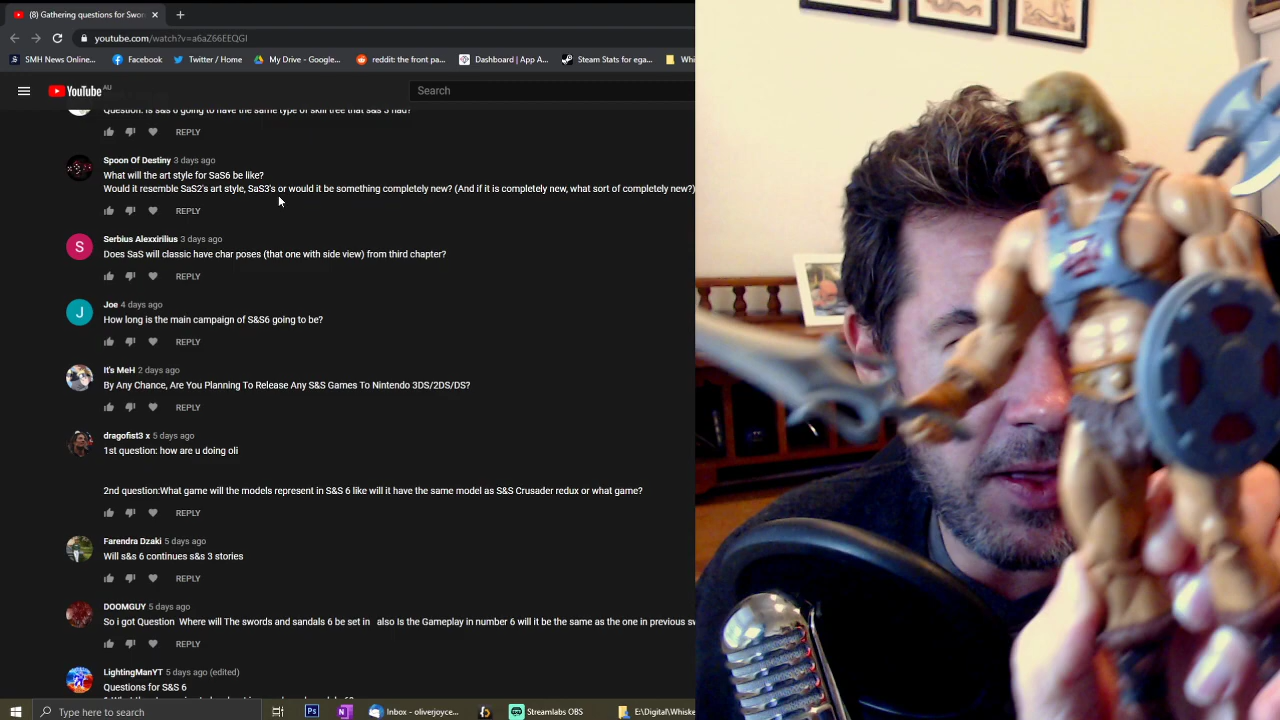 (8) Gathering questions for Swor
youtube.com/watch?v=a6aZ66EEQGI
SMH News Online...
Facebook
Twitter / Home
My Drive - Google...
reddit: the front pa...
Dashboard | App A...
Steam Stats for ega...
Whi
YouTube AU
Search
Question: Is s&s 6 going to have the same type of skill tree that s&s 3 had?
REPLY
Spoon Of Destiny 3 days ago
What will the art style for SaS6 be like?
Would it resemble SaS2's art style, SaS3's or would it be something completely new? (And if it is completely new, what sort of completely new?)
REPLY
Serbius Alexxirilius 3 days ago
Does SaS will classic have char poses (that one with side view) from third chapter?
REPLY
Joe 4 days ago
How long is the main campaign of S&S6 going to be?
REPLY
It's MeH 2 days ago
By Any Chance, Are You Planning To Release Any S&S Games To Nintendo 3DS/2DS/DS?
REPLY
dragofist3 x 5 days ago
1st question: how are u doing oli
2nd question:What game will the models represent in S&S 6 like will it have the same model as S&S Crusader redux or what game?
REPLY
Farendra Dzaki 5 days ago
Will s&s 6 continues s&s 3 stories
REPLY
DOOMGUY 5 days ago
So i got Question Where will The swords and sandals 6 be set in also Is the Gameplay in number 6 will it be the same as the one in previous sw
REPLY
LightingManYT 5 days ago (edited)
Questions for S&S 6
Type here to search
Inbox - oliverjoyce...
Streamlabs OBS
E:\Digital\Whiske